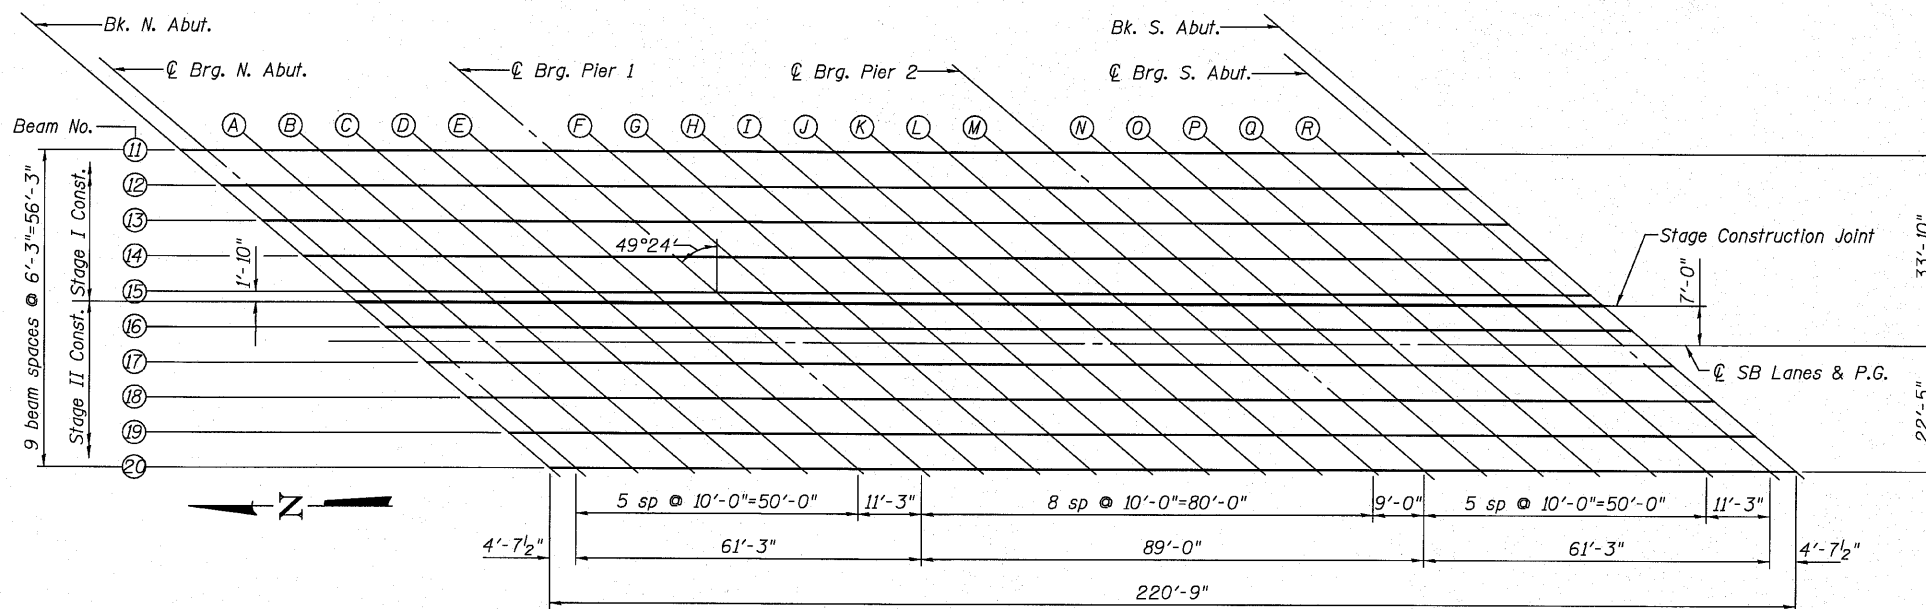 Bk. N. Abut.
℄ Brg. N. Abut.
℄ Brg. Pier 1
℄ Brg. Pier 2
Bk. S. Abut.
℄ Brg. S. Abut.
Beam No.
A B C D E F G H I J K L M N O P Q R
11
12
13
14
15
16
17
18
19
20
9 beam spaces @ 6'-3"=56'-3"
Stage I Const.
Stage II Const.
1'-10"
49°24'
Stage Construction Joint
7'-0"
33'-10"
22'-5"
℄ SB Lanes & P.G.
N
5 sp @ 10'-0"=50'-0"
11'-3"
8 sp @ 10'-0"=80'-0"
9'-0"
5 sp @ 10'-0"=50'-0"
11'-3"
4'-7½"
61'-3"
89'-0"
61'-3"
4'-7½"
220'-9"